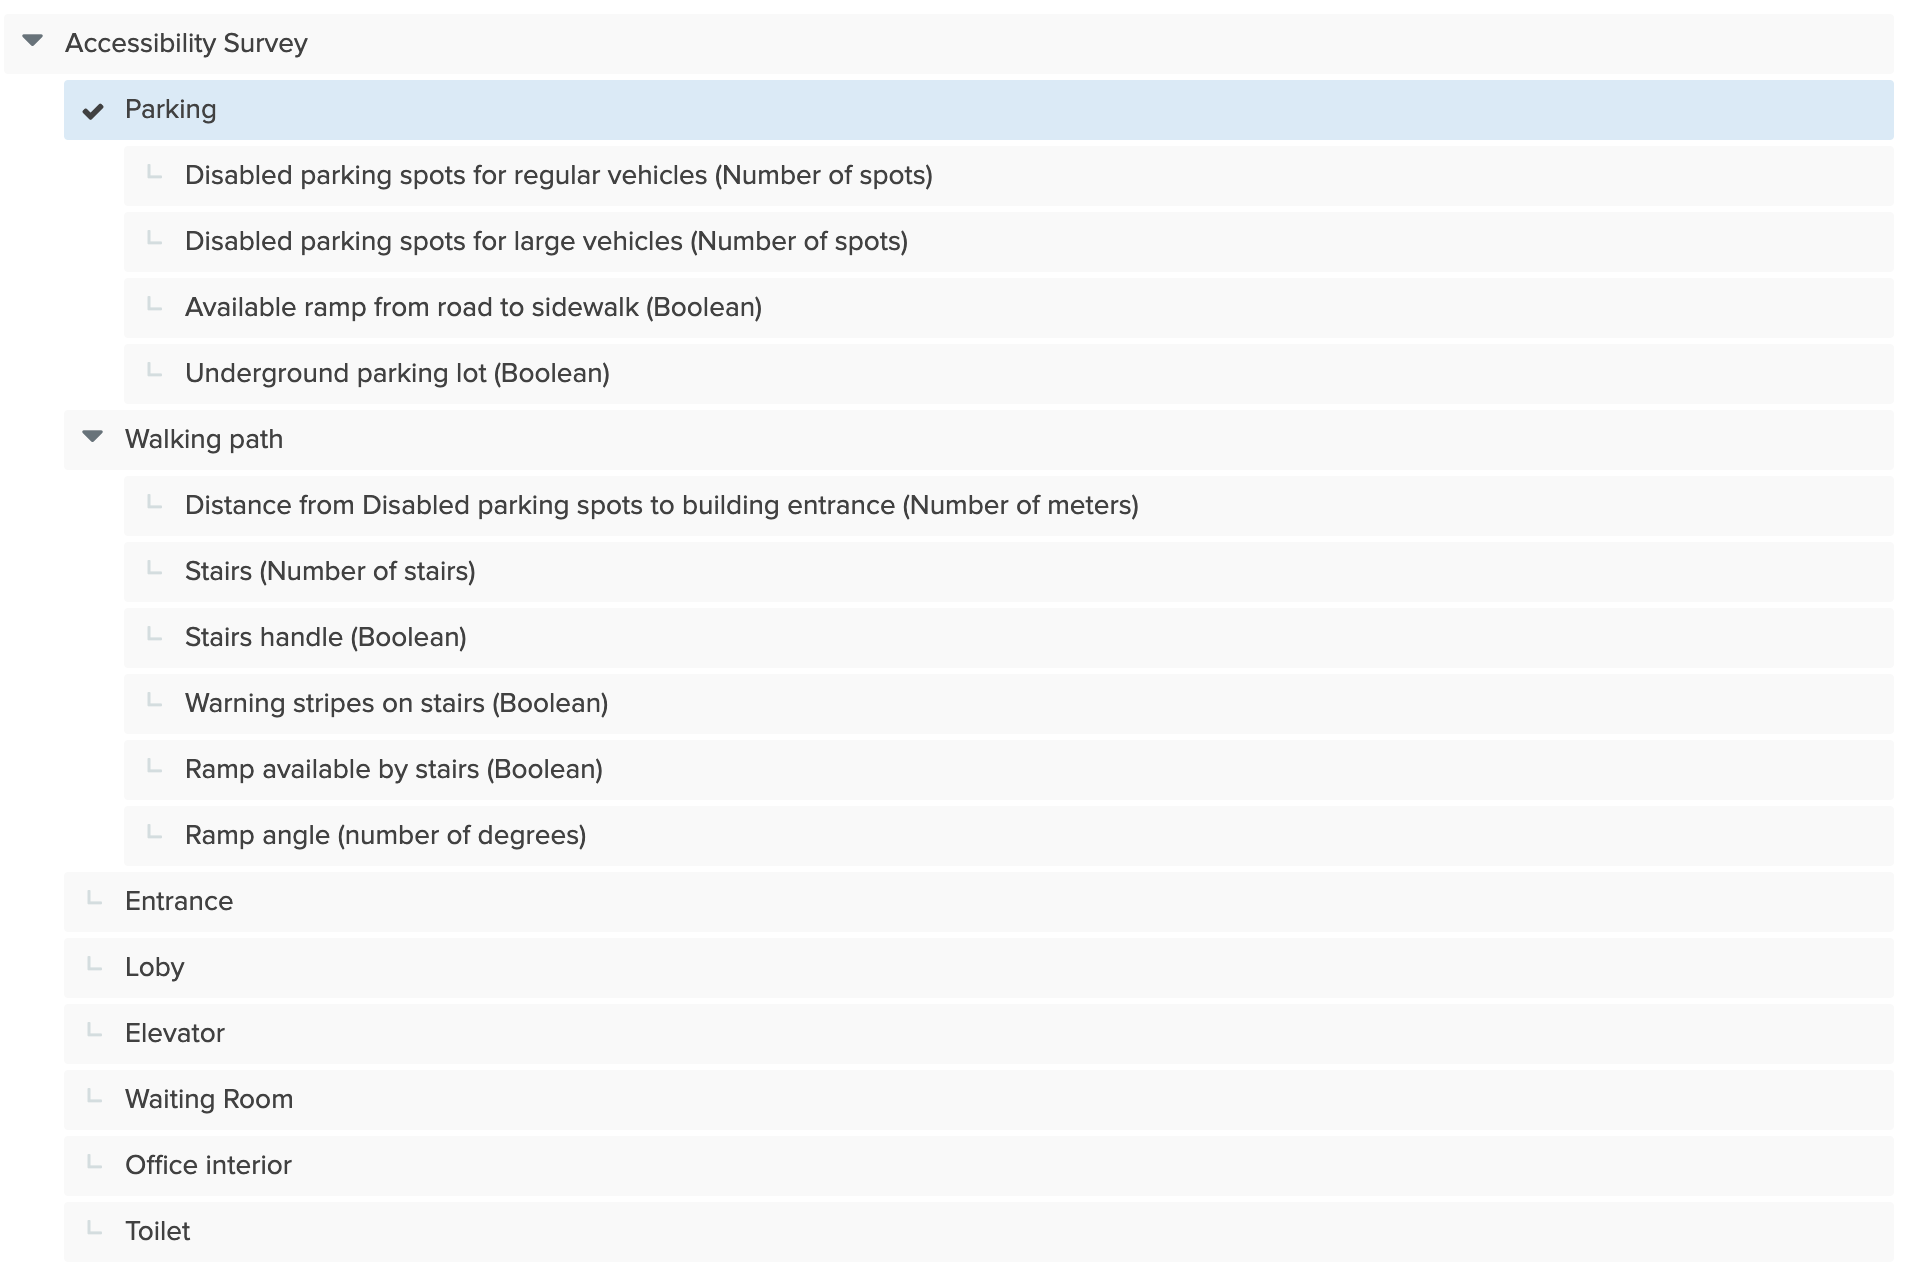 Accessibility Survey
Parking
Disabled parking spots for regular vehicles (Number of spots)
Disabled parking spots for large vehicles (Number of spots)
Available ramp from road to sidewalk (Boolean)
Underground parking lot (Boolean)
Walking path
Distance from Disabled parking spots to building entrance (Number of meters)
Stairs (Number of stairs)
Stairs handle (Boolean)
Warning stripes on stairs (Boolean)
Ramp available by stairs (Boolean)
Ramp angle (number of degrees)
Entrance
Loby
Elevator
Waiting Room
Office interior
Toilet